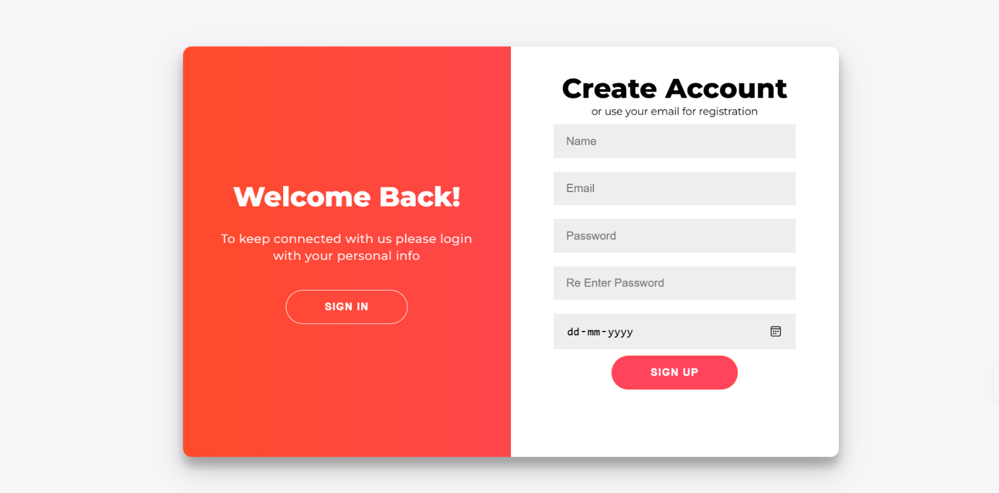 Welcome Back!
To keep connected with us please login
with your personal info
SIGN IN
Create Account
or use your email for registration
Name
Email
Password
Re Enter Password
dd-mm-yyyy
SIGN UP